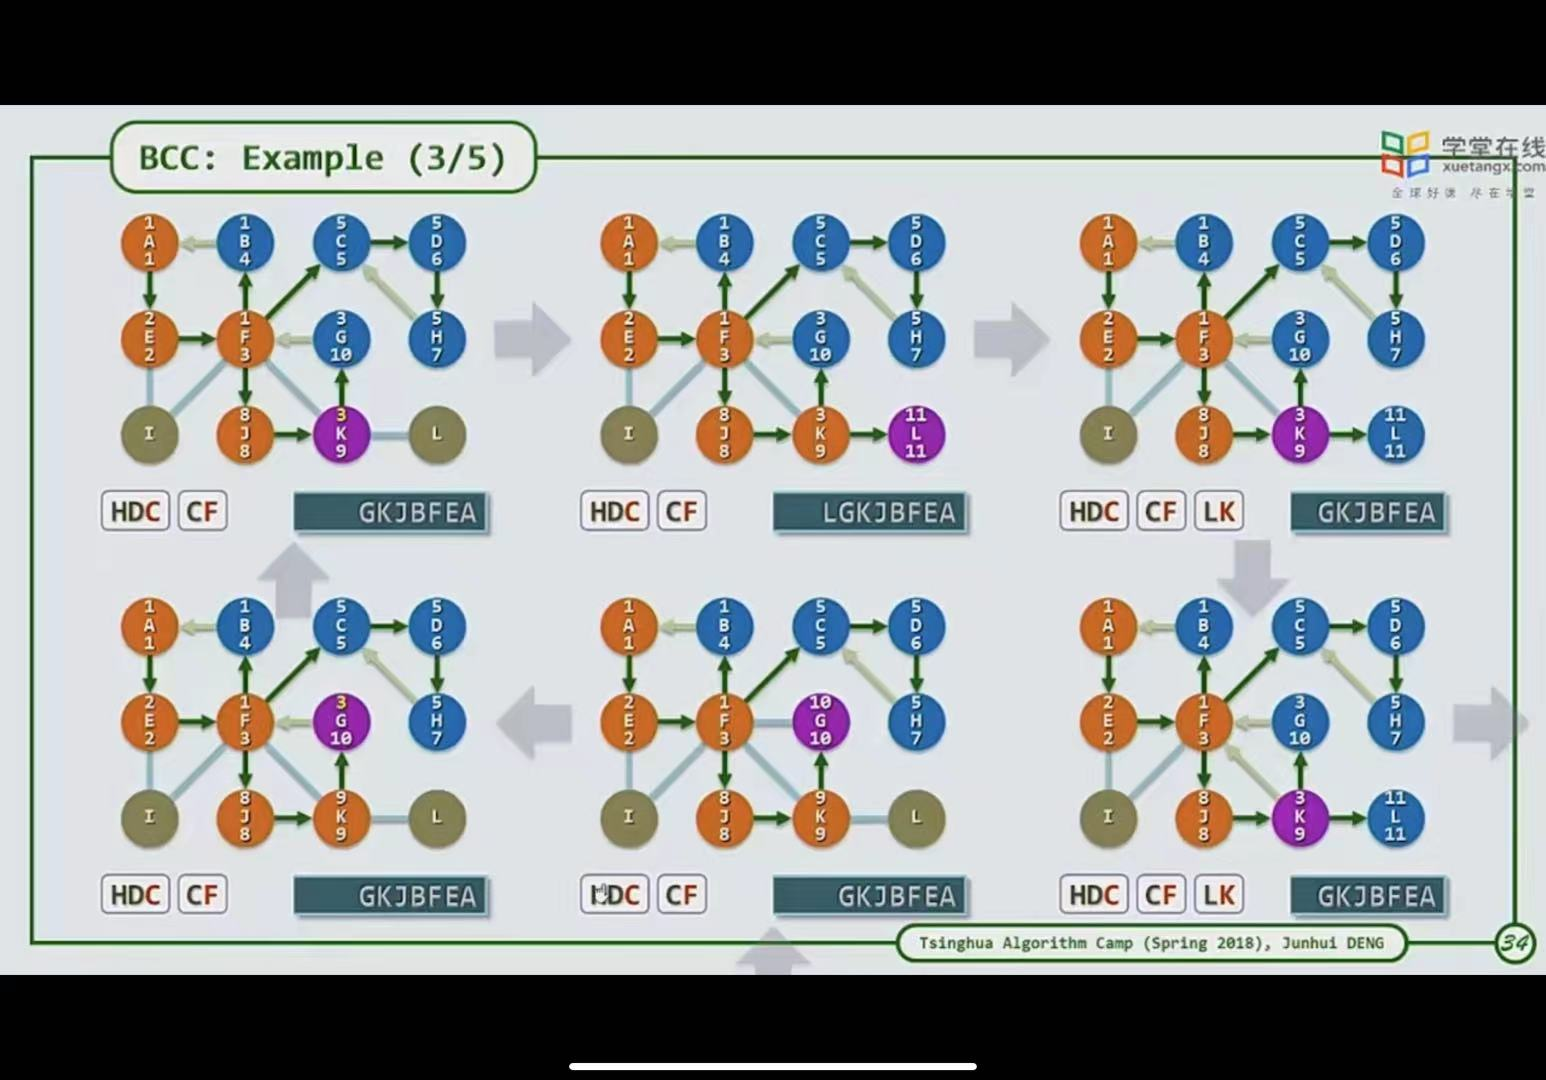 BCC: Example (3/5)
学堂在线
xuetangx.com
全球好课 尽在学堂
1 1 5 5
A B C D
1 4 5 6
2 1 3 5
E F G H
2 3 10 7
8 3
I J K L
8 9
HDC CF GKJBFEA
1 1 5 5
A B C D
1 4 5 6
2 1 3 5
E F G H
2 3 10 7
8 3 11
I J K L
8 9 11
HDC CF LGKJBFEA
1 1 5 5
A B C D
1 4 5 6
2 1 3 5
E F G H
2 3 10 7
8 3 11
I J K L
8 9 11
HDC CF LK GKJBFEA
1 1 5 5
A B C D
1 4 5 6
2 1 3 5
E F G H
2 3 10 7
8 9
I J K L
8 9
HDC CF GKJBFEA
1 1 5 5
A B C D
1 4 5 6
2 1 10 5
E F G H
2 3 10 7
8 9
I J K L
8 9
CF GKJBFEA
1 1 5 5
A B C D
1 4 5 6
2 1 3 5
E F G H
2 3 10 7
8 3 11
I J K L
8 9 11
HDC CF LK GKJBFEA
Tsinghua Algorithm Camp (Spring 2018), Junhui DENG
34